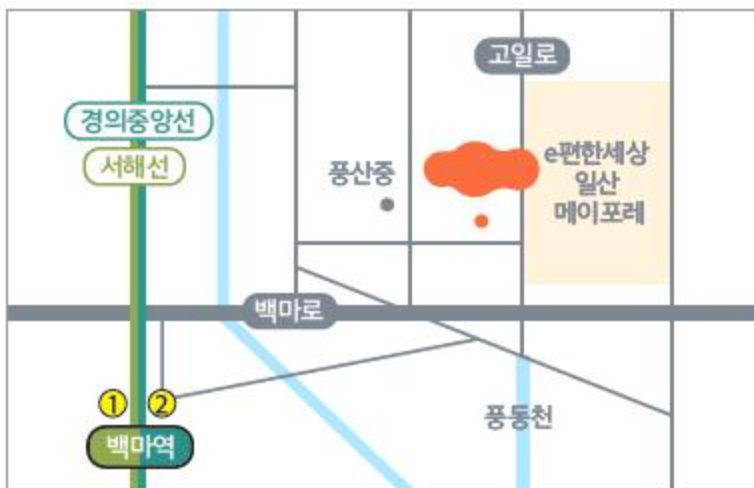 고일로
경의중앙선
서해선
풍산중
e편한세상
일산
메이포레
백마로
① ②
백마역
풍동천